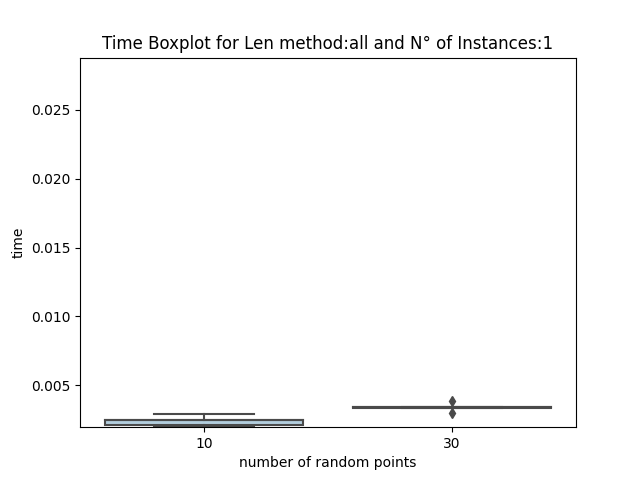 Time Boxplot for Len method:all and N° of Instances:1
0.025
0.020
0.015
0.010
0.005
time
10 30
number of random points